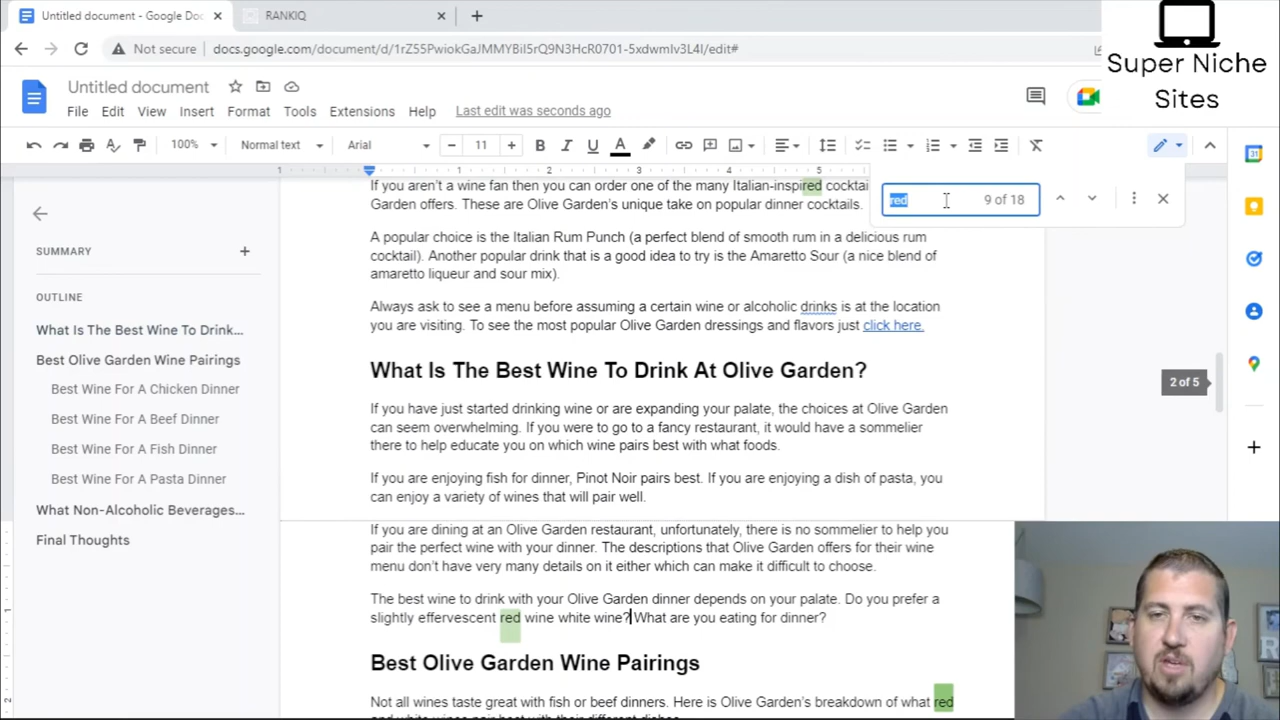 Untitled document - Google Doc
RANKIQ
Not secure
docs.google.com/document/d/1rZ55PwiokGaJMMYBil5rQ9N3HcR0701-5xdwmlv3L4I/edit#
Super Niche
Sites
Untitled document
File Edit View Insert Format Tools Extensions Help Last edit was seconds ago
100% Normal text Arial 11
1 1 2 3 4 5
red 9 of 18
SUMMARY
OUTLINE
What Is The Best Wine To Drink...
Best Olive Garden Wine Pairings
Best Wine For A Chicken Dinner
Best Wine For A Beef Dinner
Best Wine For A Fish Dinner
Best Wine For A Pasta Dinner
What Non-Alcoholic Beverages...
Final Thoughts
If you aren't a wine fan then you can order one of the many Italian-inspired cocktai
Garden offers. These are Olive Garden's unique take on popular dinner cocktails.
A popular choice is the Italian Rum Punch (a perfect blend of smooth rum in a delicious rum
cocktail). Another popular drink that is a good idea to try is the Amaretto Sour (a nice blend of
amaretto liqueur and sour mix).
Always ask to see a menu before assuming a certain wine or alcoholic drinks is at the location
you are visiting. To see the most popular Olive Garden dressings and flavors just click here.
What Is The Best Wine To Drink At Olive Garden?
2 of 5
If you have just started drinking wine or are expanding your palate, the choices at Olive Garden
can seem overwhelming. If you were to go to a fancy restaurant, it would have a sommelier
there to help educate you on which wine pairs best with what foods.
If you are enjoying fish for dinner, Pinot Noir pairs best. If you are enjoying a dish of pasta, you
can enjoy a variety of wines that will pair well.
If you are dining at an Olive Garden restaurant, unfortunately, there is no sommelier to help you
pair the perfect wine with your dinner. The descriptions that Olive Garden offers for their wine
menu don't have very many details on it either which can make it difficult to choose.
The best wine to drink with your Olive Garden dinner depends on your palate. Do you prefer a
slightly effervescent red wine white wine? What are you eating for dinner?
Best Olive Garden Wine Pairings
Not all wines taste great with fish or beef dinners. Here is Olive Garden's breakdown of what red
and white wines pair best with their different dishes.
1
2
31